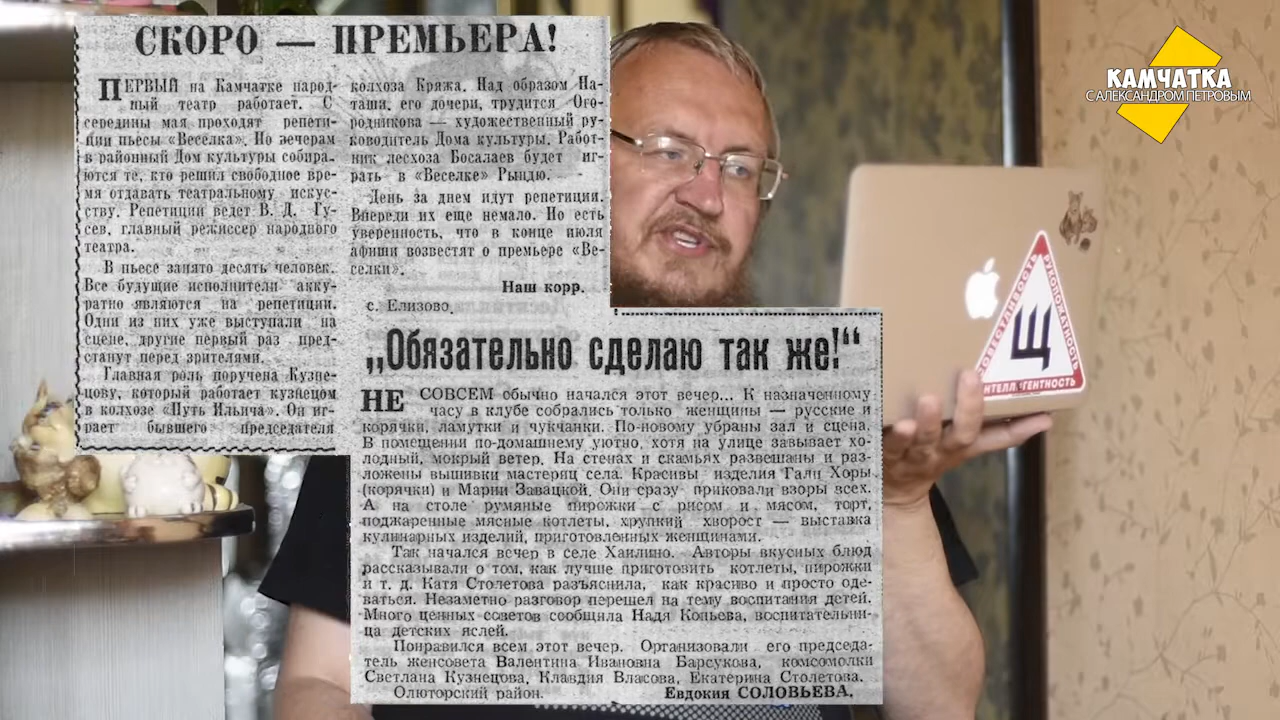 СКОРО — ПРЕМЬЕРА!
ПЕРВЫЙ на Камчатке народ-
ный театр работает. С
середины мая проходят репети-
ции пьесы «Веселка». По вечерам
в районный Дом культуры собира-
ются те, кто решил свободное вре-
мя отдавать театральному искус-
ству. Репетиции ведет В. Д. Гу-
сев, главный режиссер народного
театра.
В пьесе занято десять человек.
Все будущие исполнители акку-
ратно являются на репетиции.
Одни из них уже выступали на
сцене, другие первый раз пред-
станут перед зрителями.
Главная роль поручена Кузне-
цову, который работает кузнецом
в колхозе «Путь Ильича». Он иг-
рает бывшего председателя
колхоза Кряжа. Над образом На-
таши, его дочери, трудится Ого-
родникова — художественный ру-
ководитель Дома культуры. Работ-
ник лесхоза Босалаев будет иг-
рать в «Веселке» Рындю.
День за днем идут репетиции.
Впереди их еще немало. Но есть
уверенность, что в конце июля
афиши возвестят о премьере «Ве-
селки».
Наш корр.
с. Елизово.
„Обязательно сделаю так же!“
НЕ СОВСЕМ обычно начался этот вечер... К назначенному
часу в клубе собрались только женщины — русские и
корячки, ламутки и чукчанки. По-новому убраны зал и сцена.
В помещении по-домашнему уютно, хотя на улице завывает хо-
лодный, мокрый ветер. На стенах и скамьях развешаны и раз-
ложены вышивки мастериц села. Красивы изделия Гали Хоры
(корячки) и Марии Завацкой. Они сразу приковали взоры всех.
А на столе румяные пирожки с рисом и мясом, торт,
поджаренные мясные котлеты, хрупкий хворост — выставка
кулинарных изделий, приготовленных женщинами.
Так начался вечер в селе Хаилино. Авторы вкусных блюд
рассказывали о том, как лучше приготовить котлеты, пирожки
и т. д. Катя Столетова разъяснила, как красиво и просто оде-
ваться. Незаметно разговор перешел на тему воспитания детей.
Много ценных советов сообщила Надя Копьева, воспитательни-
ца детских яслей.
Понравился всем этот вечер. Организовали его председа-
тель женсовета Валентина Ивановна Барсукова, комсомолки
Светлана Кузнецова, Клавдия Власова, Екатерина Столетова.
Олюторский район. Евдокия СОЛОВЬЕВА.
КАМЧАТКА
С АЛЕКСАНДРОМ ПЕТРОВЫМ
РУКОПОЖАТНОСТЬ
Щ